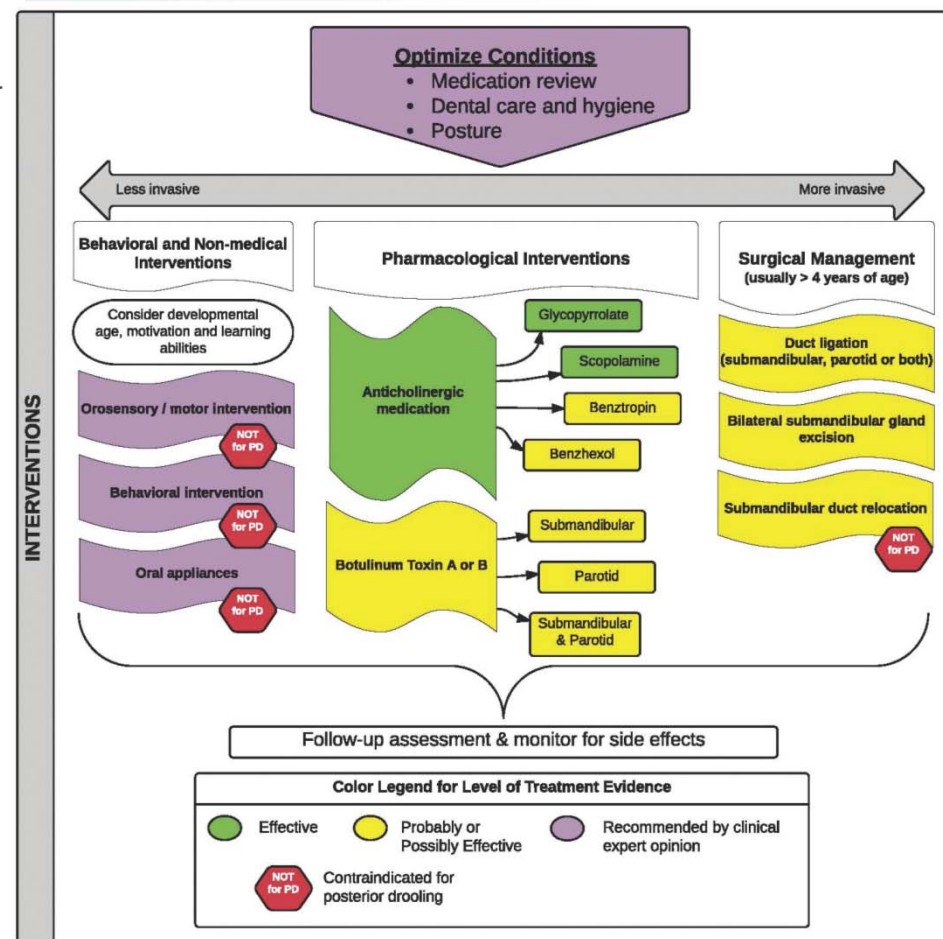 INTERVENTIONS
Optimize Conditions
• Medication review
• Dental care and hygiene
• Posture
Less invasive
More invasive
Behavioral and Non-medical
Interventions
Consider developmental
age, motivation and learning
abilities
Orosensory / motor intervention
NOT
for PD
Behavioral intervention
NOT
for PD
Oral appliances
NOT
for PD
Pharmacological Interventions
Anticholinergic
medication
Glycopyrrolate
Scopolamine
Benztropin
Benzhexol
Botulinum Toxin A or B
Submandibular
Parotid
Submandibular
& Parotid
Surgical Management
(usually > 4 years of age)
Duct ligation
(submandibular, parotid or both)
Bilateral submandibular gland
excision
Submandibular duct relocation
NOT
for PD
Follow-up assessment & monitor for side effects
Color Legend for Level of Treatment Evidence
Effective
Probably or
Possibly Effective
Recommended by clinical
expert opinion
NOT
for PD
Contraindicated for
posterior drooling